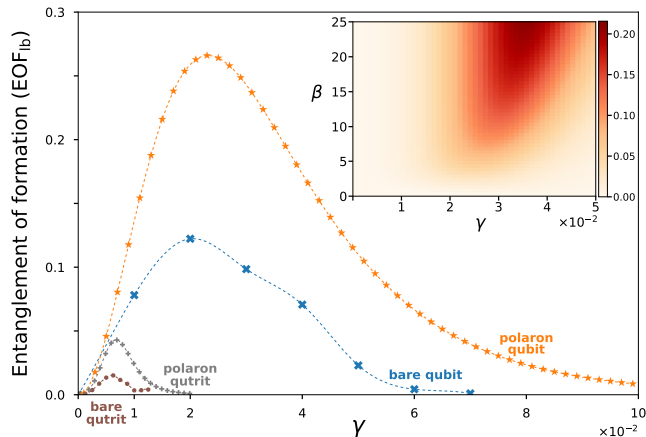 Entanglement of formation (EOF_lb)
0.3
0.2
0.1
0.0
0
2
4
6
8
10
γ
×10⁻²
polaron
qubit
bare qubit
polaron
qutrit
bare
qutrit
β
25
20
15
10
5
0
1
2
3
4
5
γ
×10⁻²
0.20
0.15
0.10
0.05
0.00